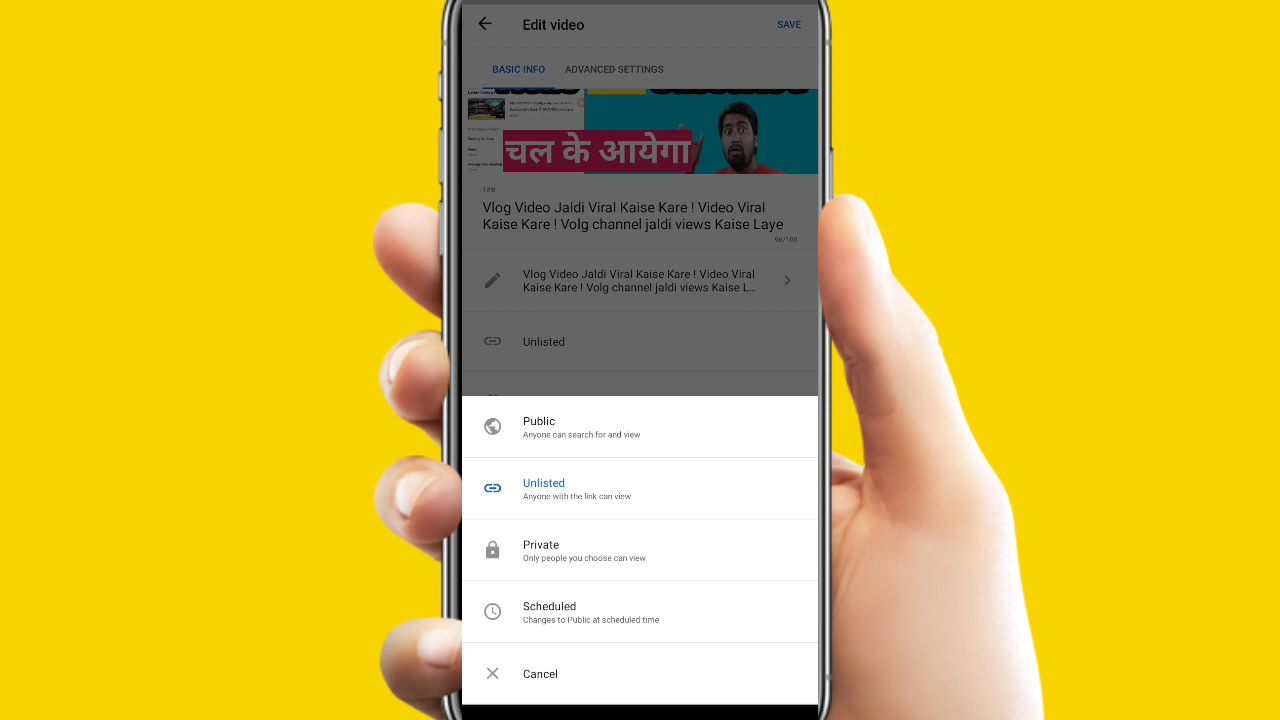 Edit video
SAVE
BASIC INFO
ADVANCED SETTINGS
चल के आयेगा
Title
Vlog Video Jaldi Viral Kaise Kare ! Video Viral
Kaise Kare ! Volg channel jaldi views Kaise Laye
96/100
Vlog Video Jaldi Viral Kaise Kare ! Video Viral
Kaise Kare ! Volg channel jaldi views Kaise L...
Unlisted
Public
Anyone can search for and view
Unlisted
Anyone with the link can view
Private
Only people you choose can view
Scheduled
Changes to Public at scheduled time
Cancel